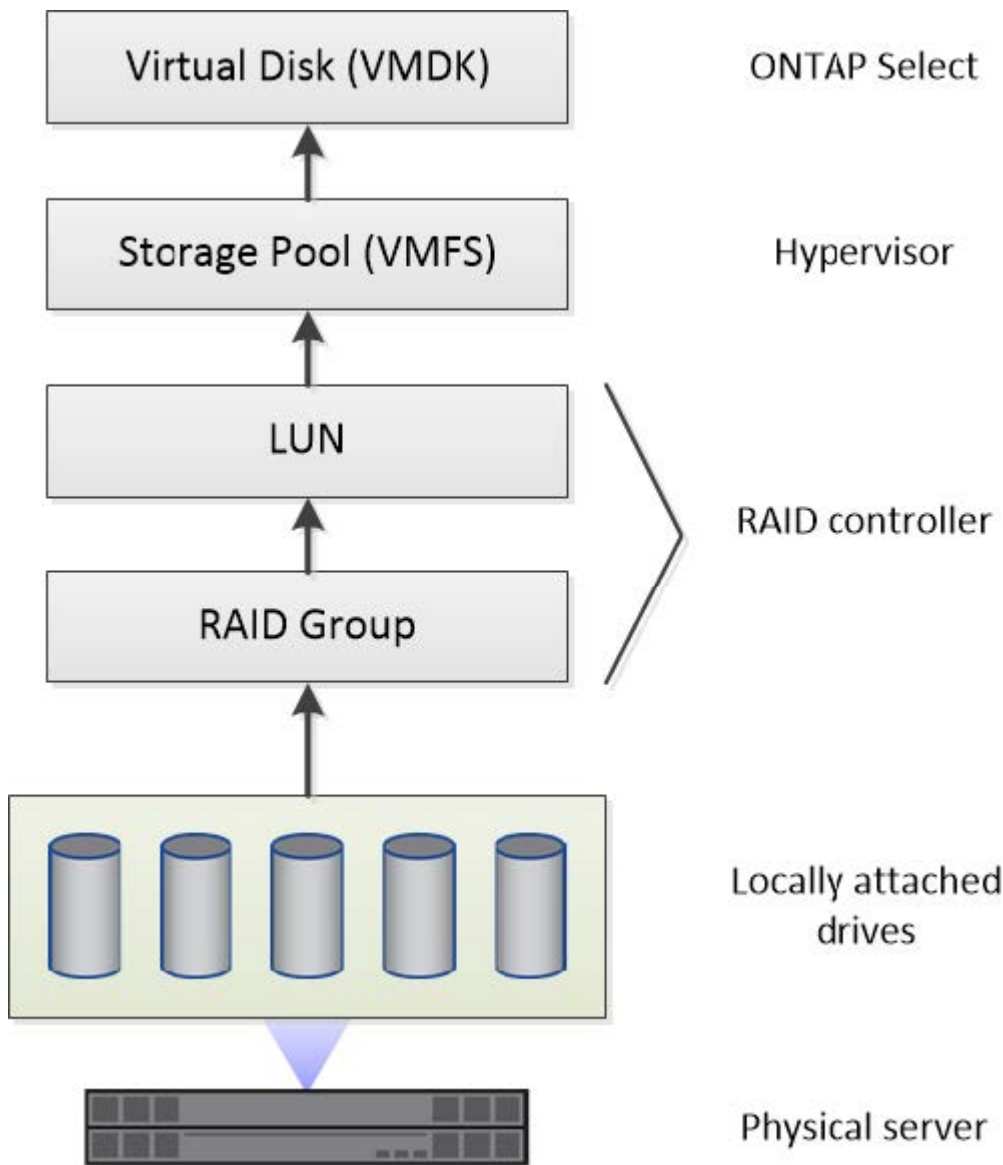 Virtual Disk (VMDK)
ONTAP Select
Storage Pool (VMFS)
Hypervisor
LUN
RAID controller
RAID Group
Locally attached
drives
Physical server